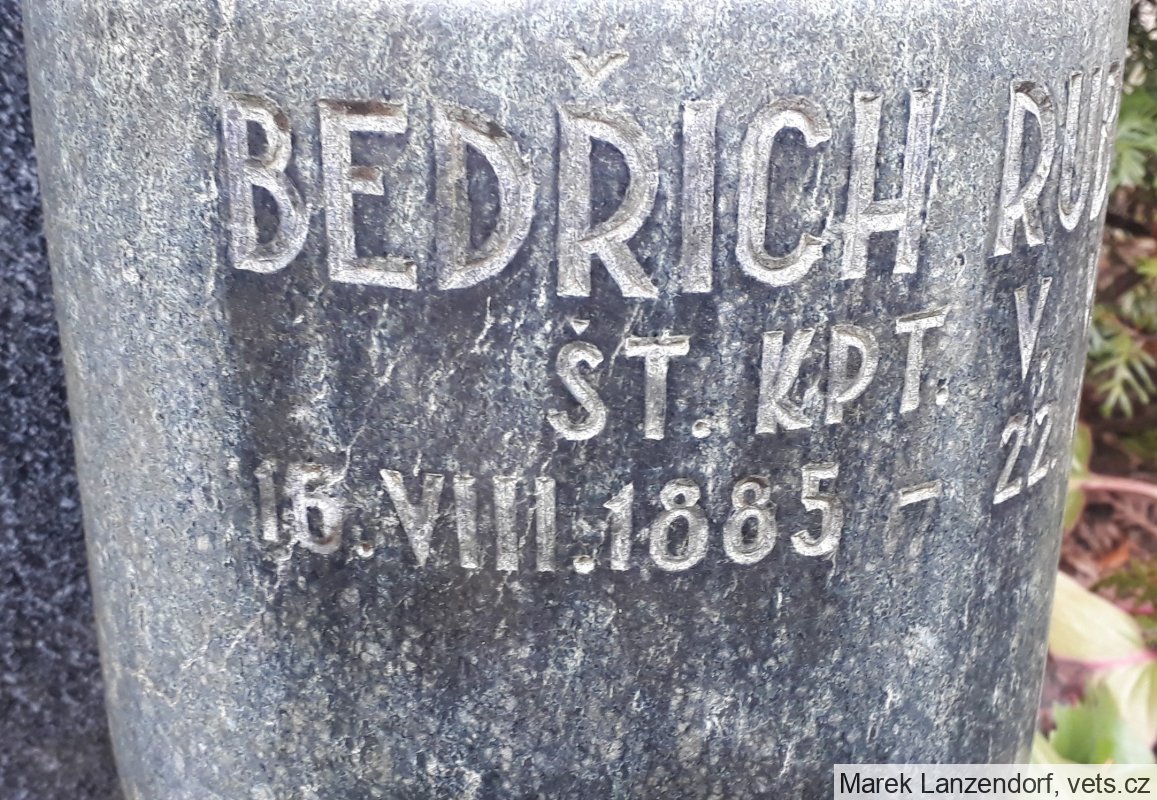 BEDŘICH
ŠT. KPT. V.
16.VIII.1885 - 22.
Marek Lanzendorf, vets.cz